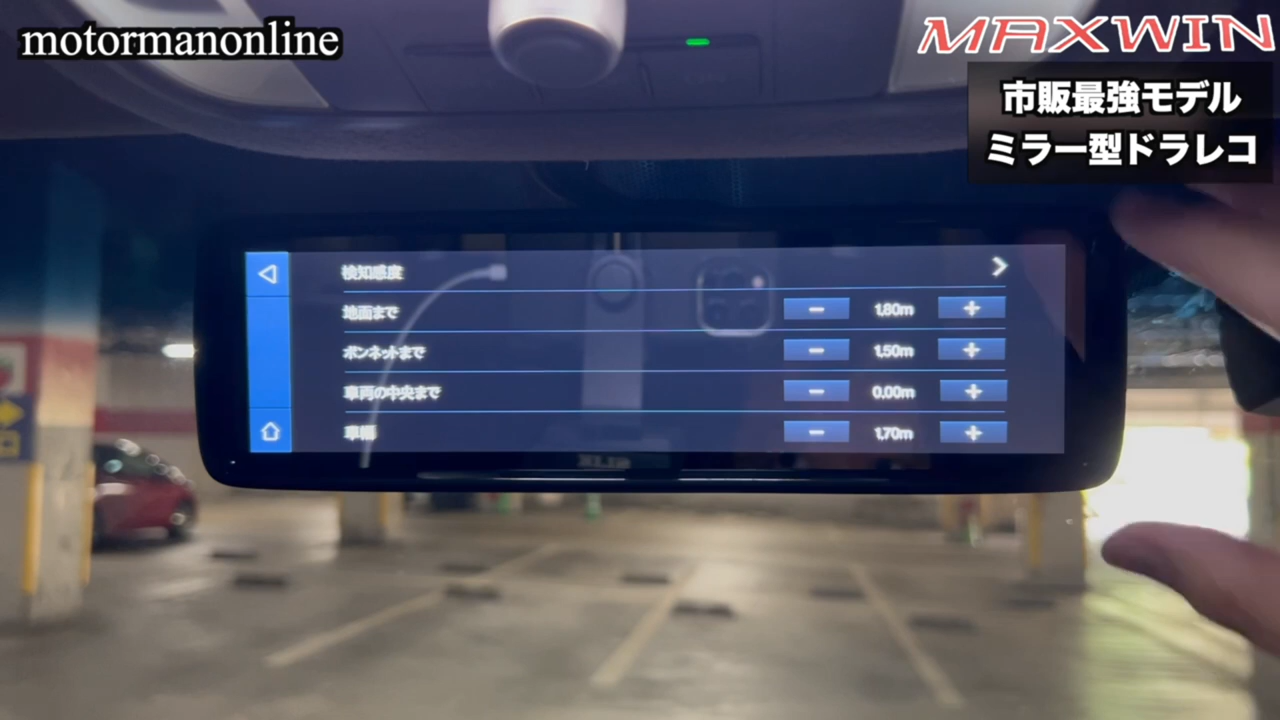 motormanonline
MAXWIN
市販最強モデル
ミラー型ドラレコ
検知感度
地面まで
1.80m
ボンネットまで
1.50m
車両の中央まで
0.00m
車幅
1.70m